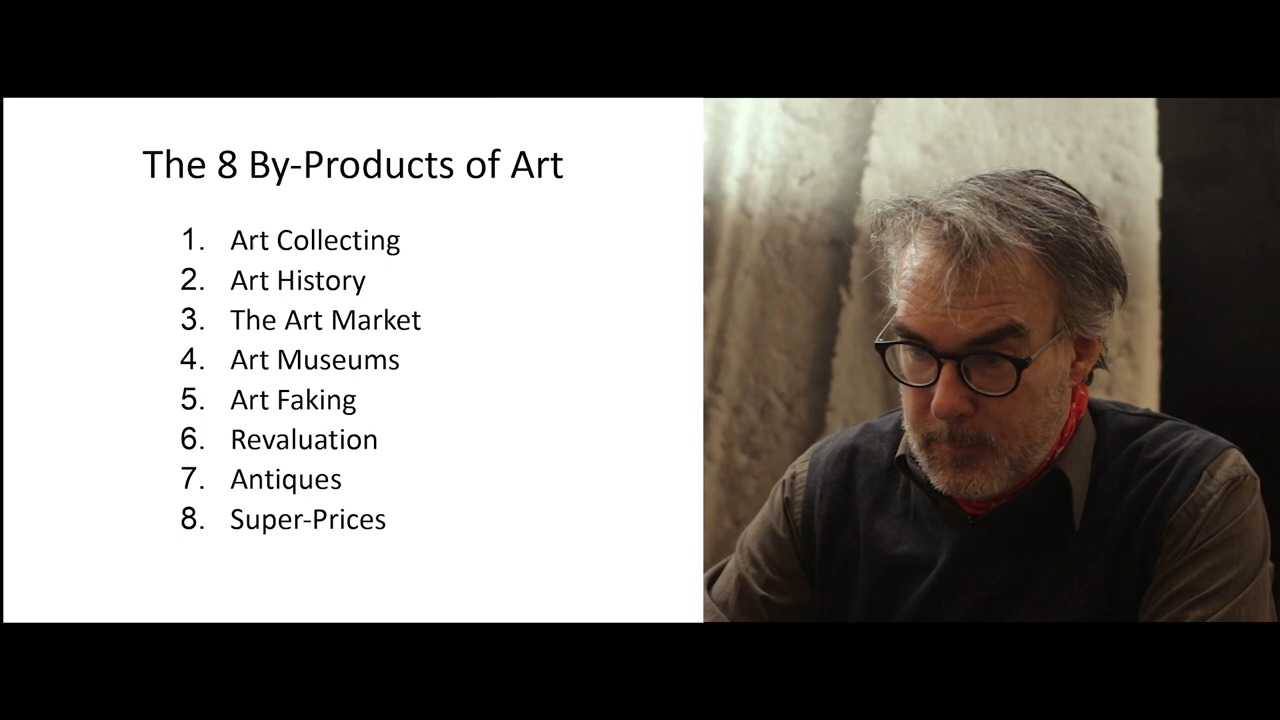 The 8 By-Products of Art
1. Art Collecting
2. Art History
3. The Art Market
4. Art Museums
5. Art Faking
6. Revaluation
7. Antiques
8. Super-Prices